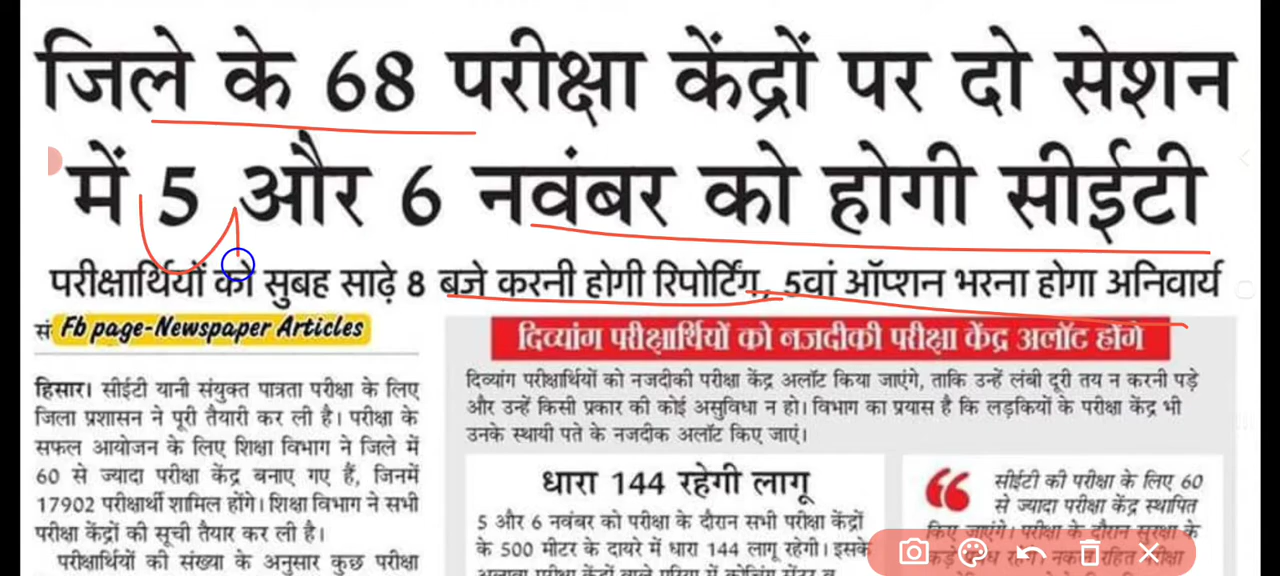 जिले के 68 परीक्षा केंद्रों पर दो सेशन
में 5 और 6 नवंबर को होगी सीईटी
परीक्षार्थियों को सुबह साढ़े 8 बजे करनी होगी रिपोर्टिंग, 5वां ऑप्शन भरना होगा अनिवार्य
Fb page-Newspaper Articles
हिसार। सीईटी यानी संयुक्त पात्रता परीक्षा के लिए
जिला प्रशासन ने पूरी तैयारी कर ली है। परीक्षा के
सफल आयोजन के लिए शिक्षा विभाग ने जिले में
60 से ज्यादा परीक्षा केंद्र बनाए गए हैं, जिनमें
17902 परीक्षार्थी शामिल होंगे। शिक्षा विभाग ने सभी
परीक्षा केंद्रों की सूची तैयार कर ली है।
परीक्षार्थियों की संख्या के अनुसार कुछ परीक्षा
दिव्यांग परीक्षार्थियों को नजदीकी परीक्षा केंद्र अलॉट होंगे
दिव्यांग परीक्षार्थियों को नजदीकी परीक्षा केंद्र अलॉट किया जाएंगे, ताकि उन्हें लंबी दूरी तय न करनी पड़े
और उन्हें किसी प्रकार की कोई असुविधा न हो। विभाग का प्रयास है कि लड़कियों के परीक्षा केंद्र भी
उनके स्थायी पते के नजदीक अलॉट किए जाएं।
धारा 144 रहेगी लागू
5 और 6 नवंबर को परीक्षा के दौरान सभी परीक्षा केंद्रों
के 500 मीटर के दायरे में धारा 144 लागू रहेगी। इसके
सीईटी की परीक्षा के लिए 60
से ज्यादा परीक्षा केंद्र स्थापित
किए जाएंगे। परीक्षा के दौरान सुरक्षा के